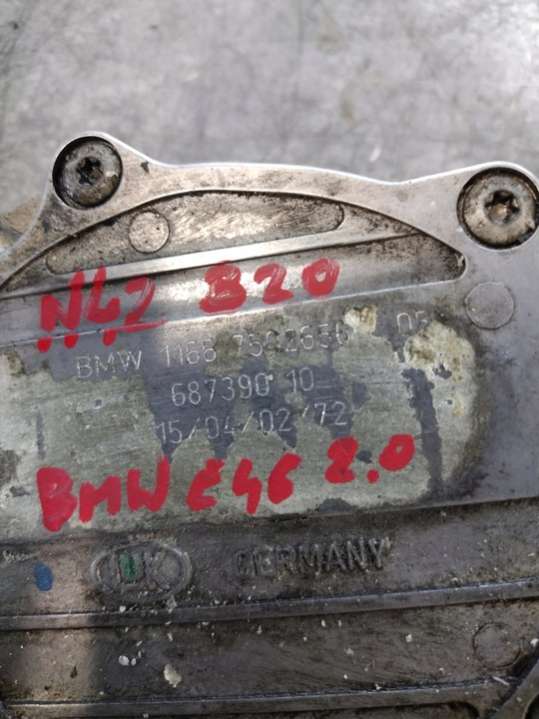 N42 B20
BMW 1166 7502656 05
687390 10
15/04/02/72
BMW E46 2.0
LUK GERMANY